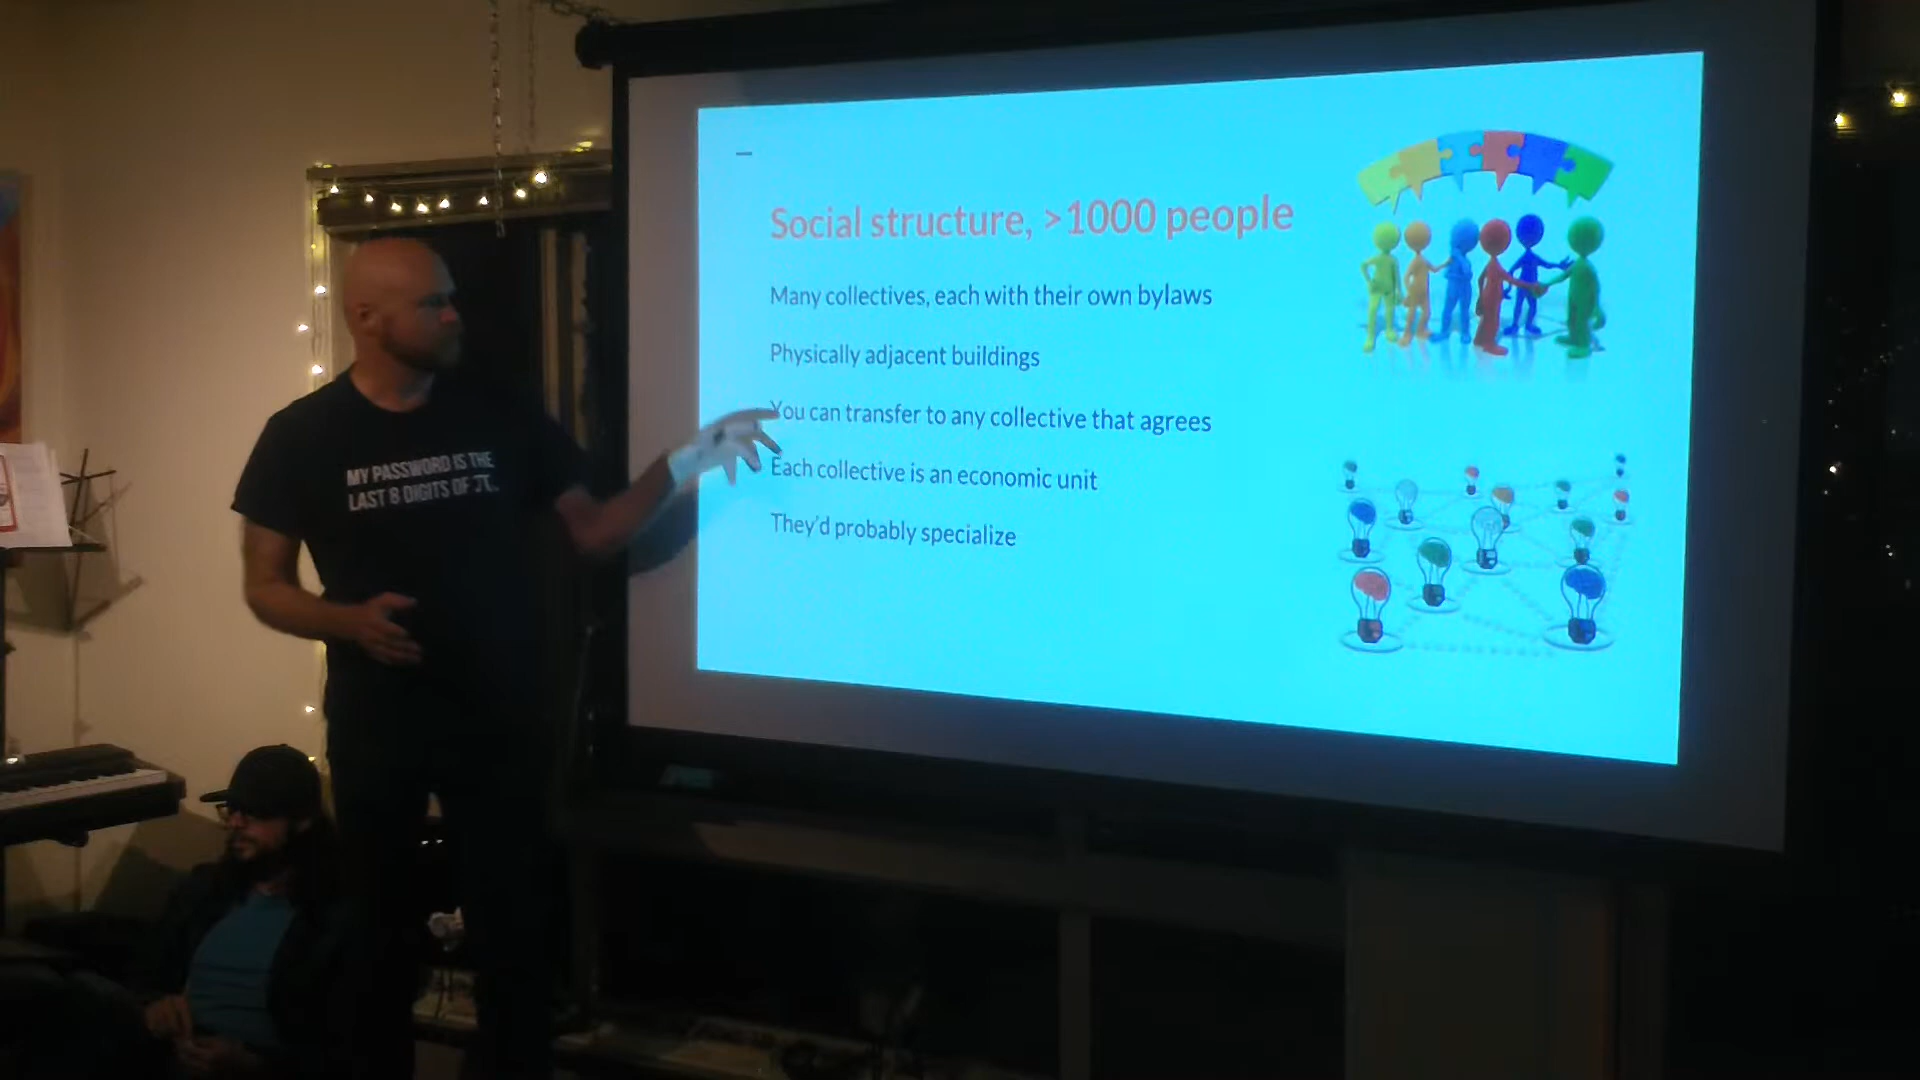 Social structure, >1000 people
Many collectives, each with their own bylaws
Physically adjacent buildings
You can transfer to any collective that agrees
Each collective is an economic unit
They'd probably specialize
MY PASSWORD IS THE
LAST 8 DIGITS OF π.